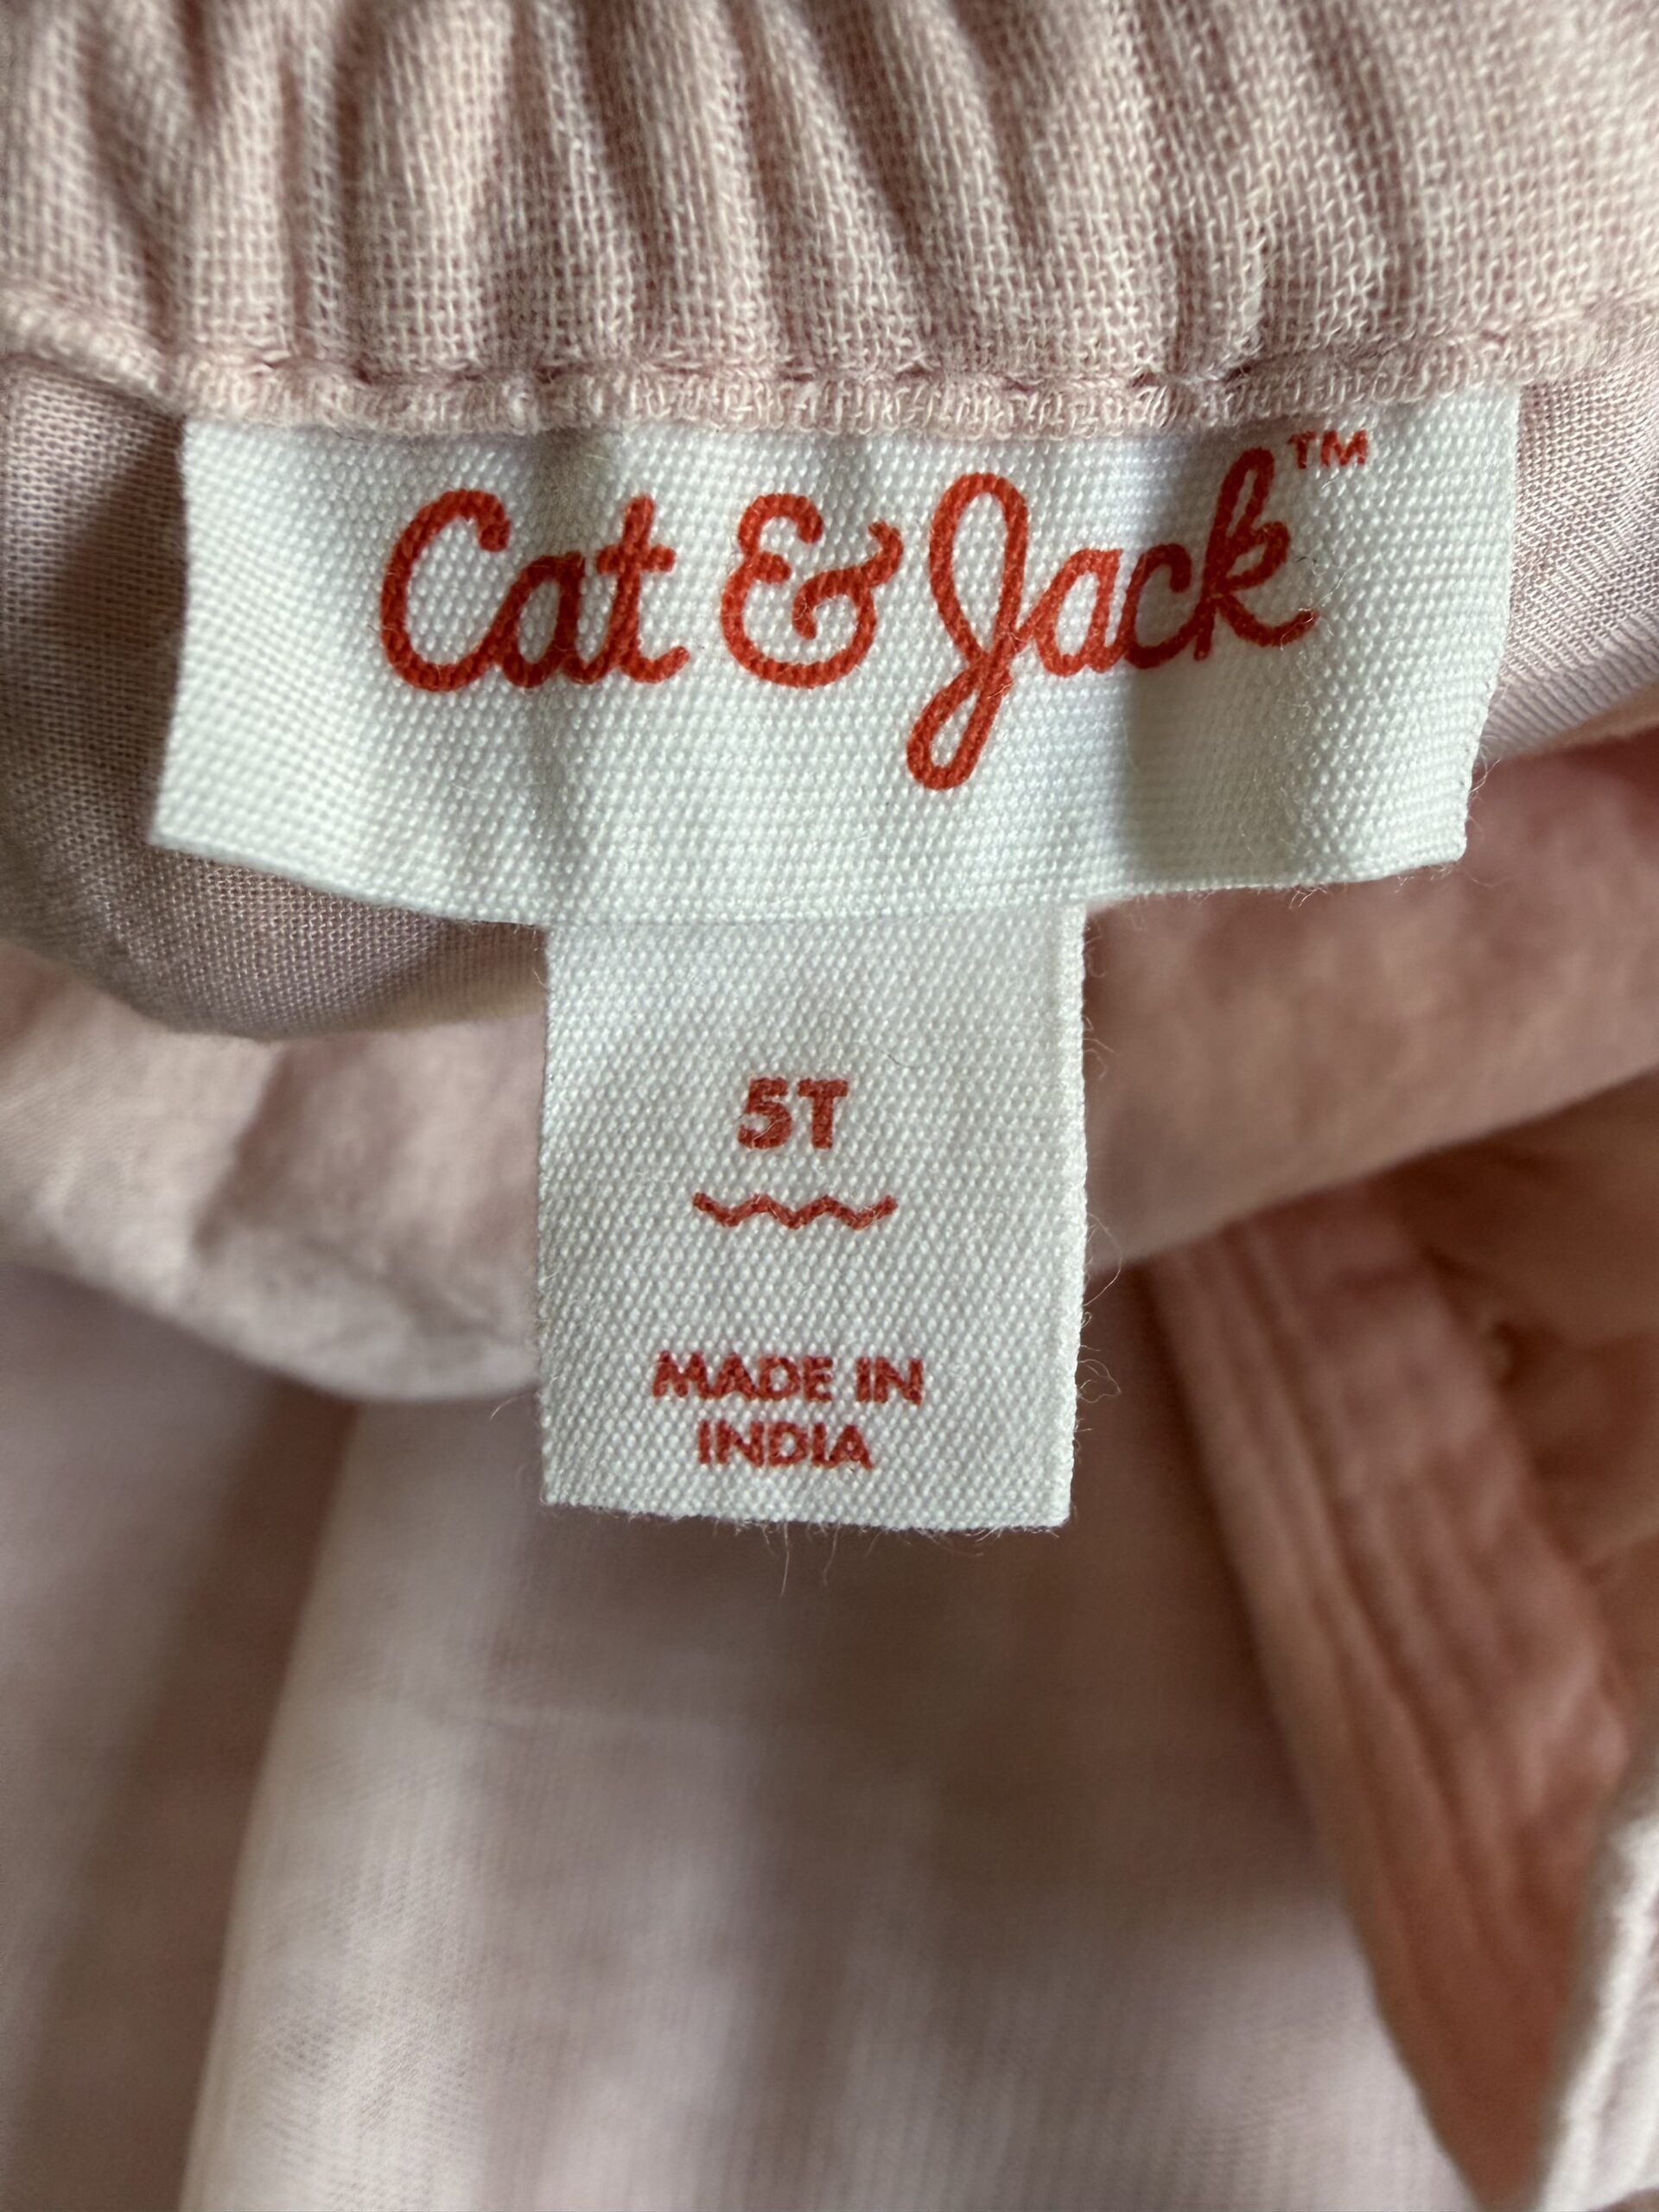 Cat & Jack™
5T
MADE IN
INDIA